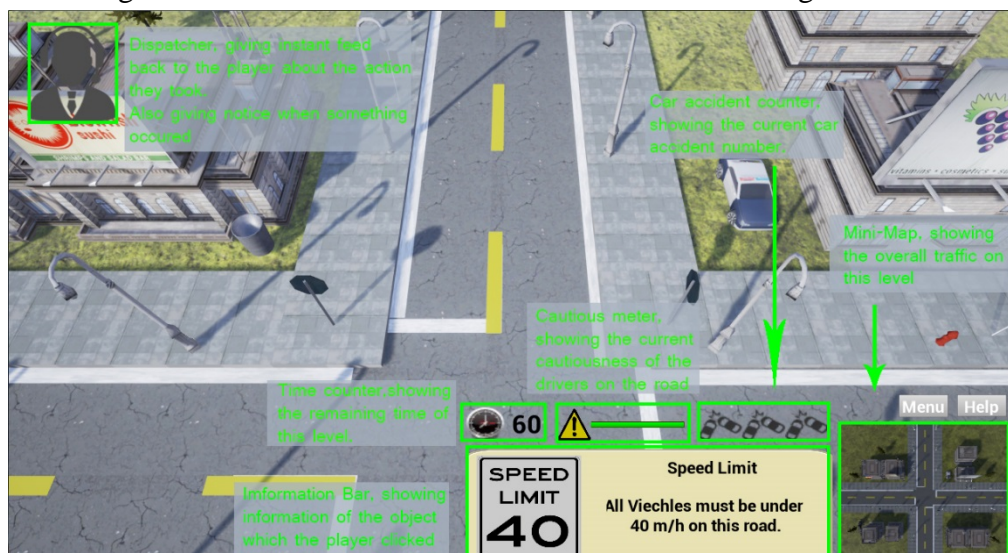 Dispatcher, giving instant feed
back to the player about the action
they took.
Also giving notice when something
occured
sushi
Car accident counter,
showing the current car
accident number.
VITAMINS • COSMETICS •
Mini-Map, showing
the overall traffic on
this level
Cautious meter,
showing the current
cautiousness of the
drivers on the road
Time counter,showing
the remaining time of
this level.
Menu
Help
60
Imformation Bar, showing
information of the object
which the player clicked
SPEED
LIMIT
40
Speed Limit
All Viechles must be under
40 m/h on this road.